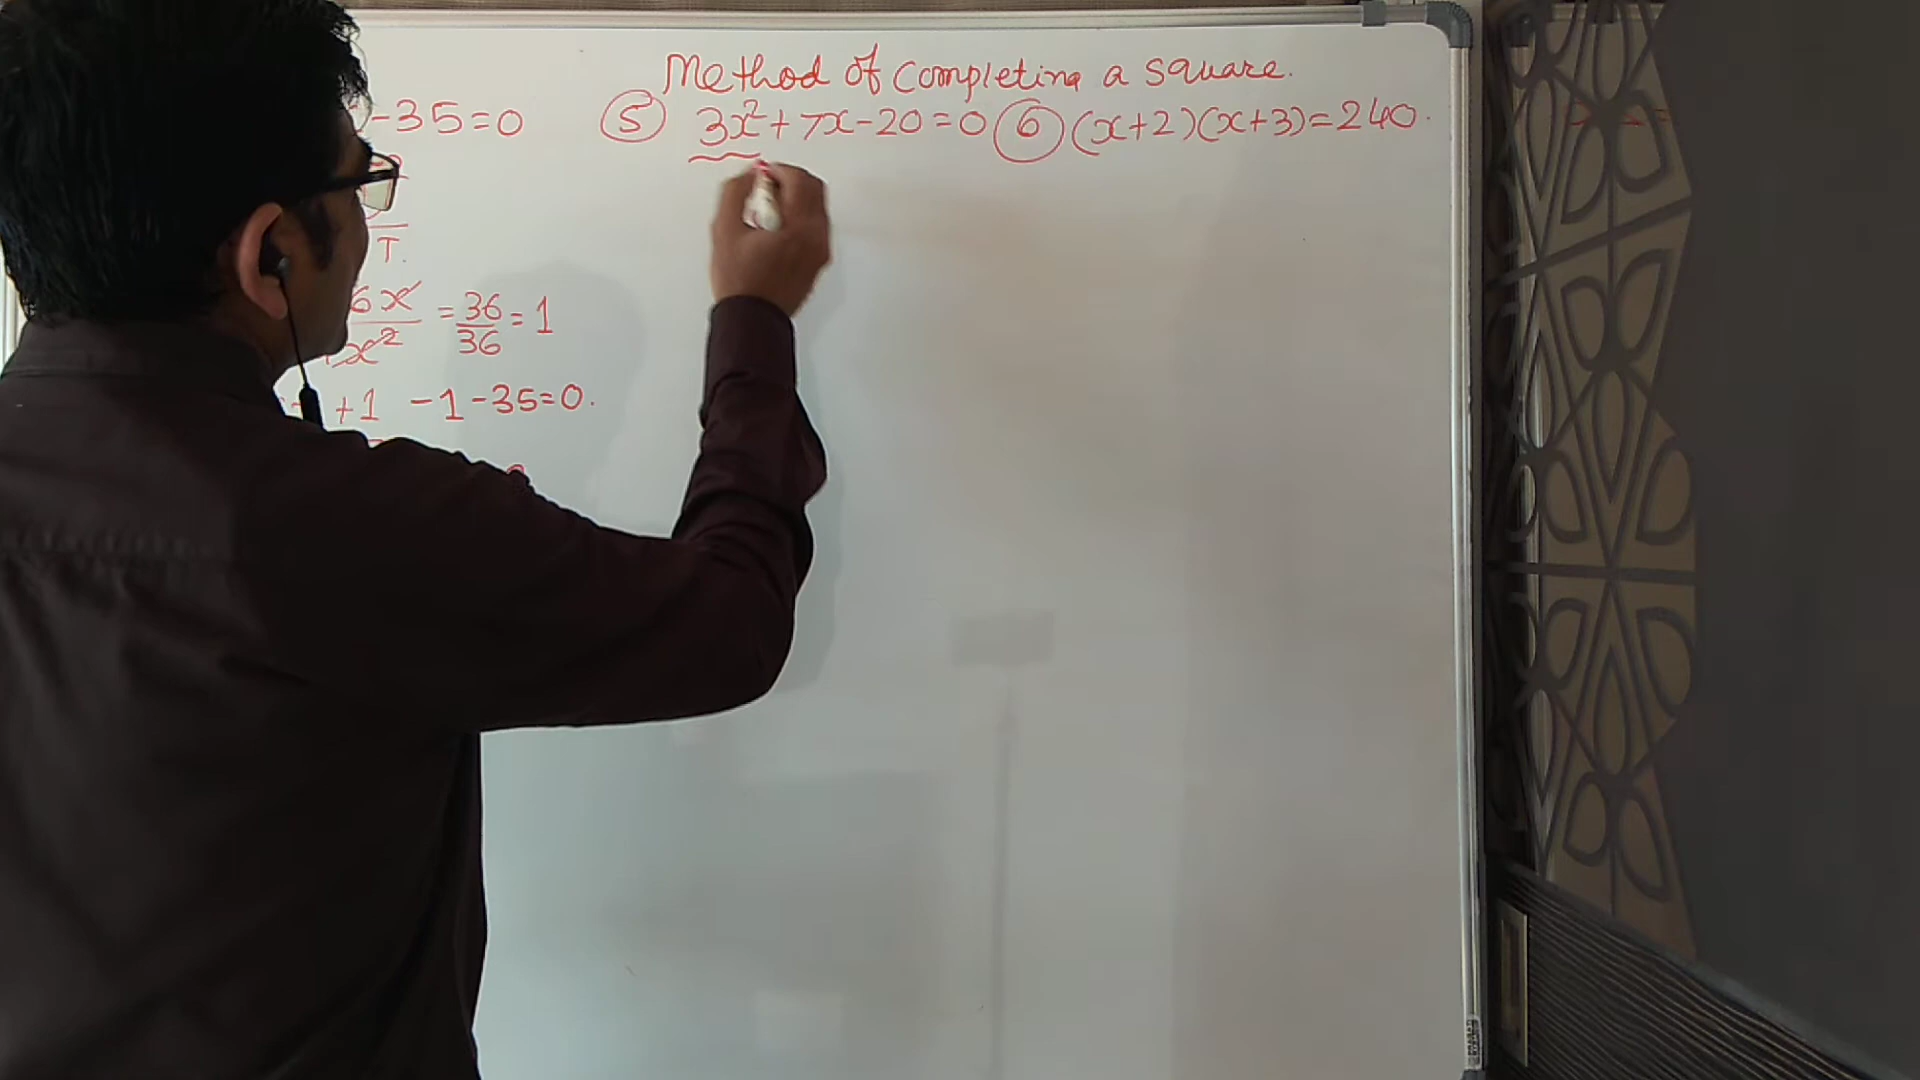 Method of Completing a square.
-35=0
⑤ 3x²+7x-20=0 ⑥ (x+2)(x+3)=240.
T.
6x/x² = 36/36 = 1
+1 -1-35=0.